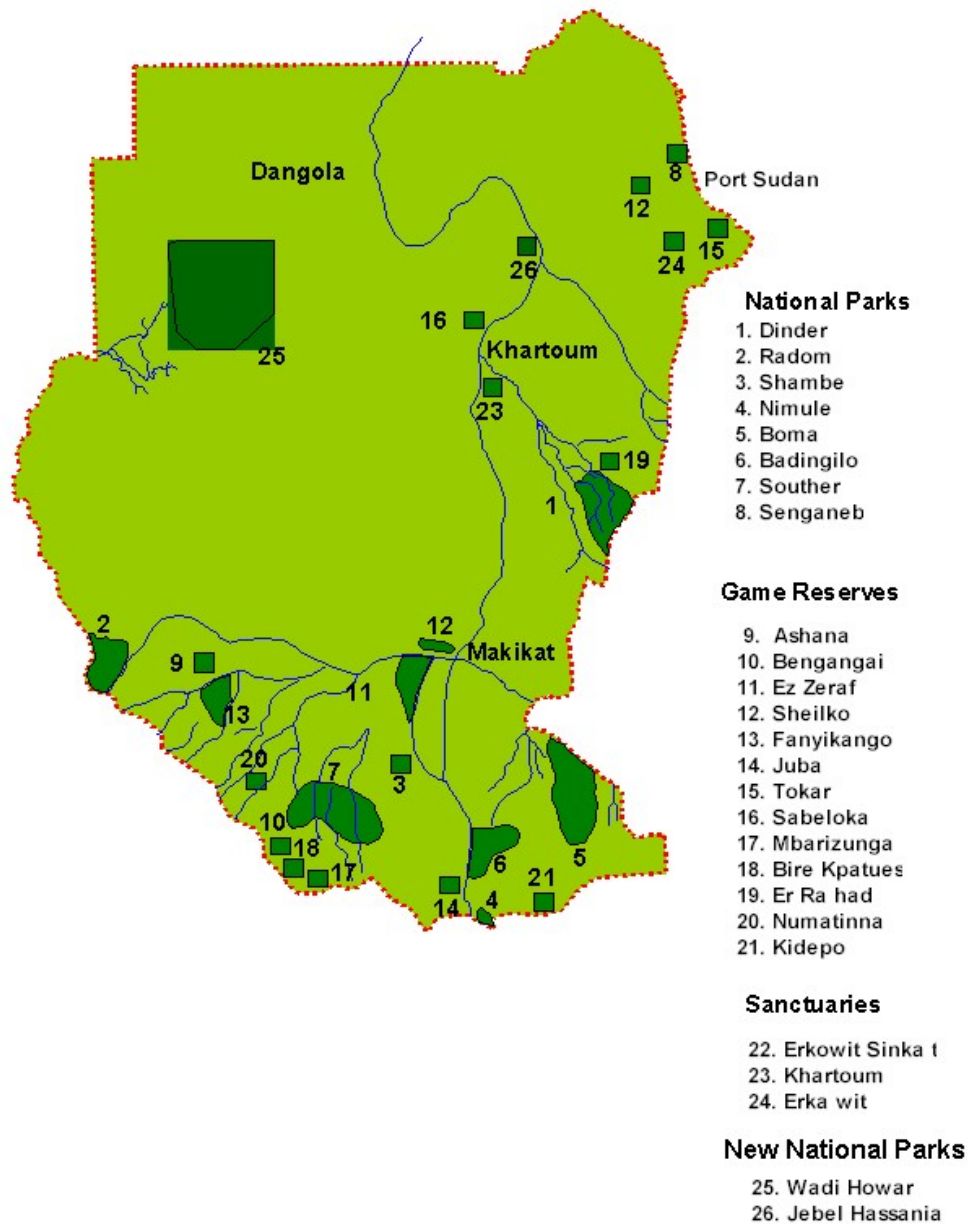 Dangola
8
Port Sudan
12
15
24
26
16
25
Khartoum
23
19
1
2
12
Makikat
9
11
13
20
7
3
10
18
17
6
5
21
14
4
National Parks
1. Dinder
2. Radom
3. Shambe
4. Nimule
5. Boma
6. Badingilo
7. Souther
8. Senganeb
Game Reserves
9. Ashana
10. Bengangai
11. Ez Zeraf
12. Sheilko
13. Fanyikango
14. Juba
15. Tokar
16. Sabeloka
17. Mbarizunga
18. Bire Kpatues
19. Er Ra had
20. Numatinna
21. Kidepo
Sanctuaries
22. Erkowit Sinka t
23. Khartoum
24. Erka wit
New National Parks
25. Wadi Howar
26. Jebel Hassania